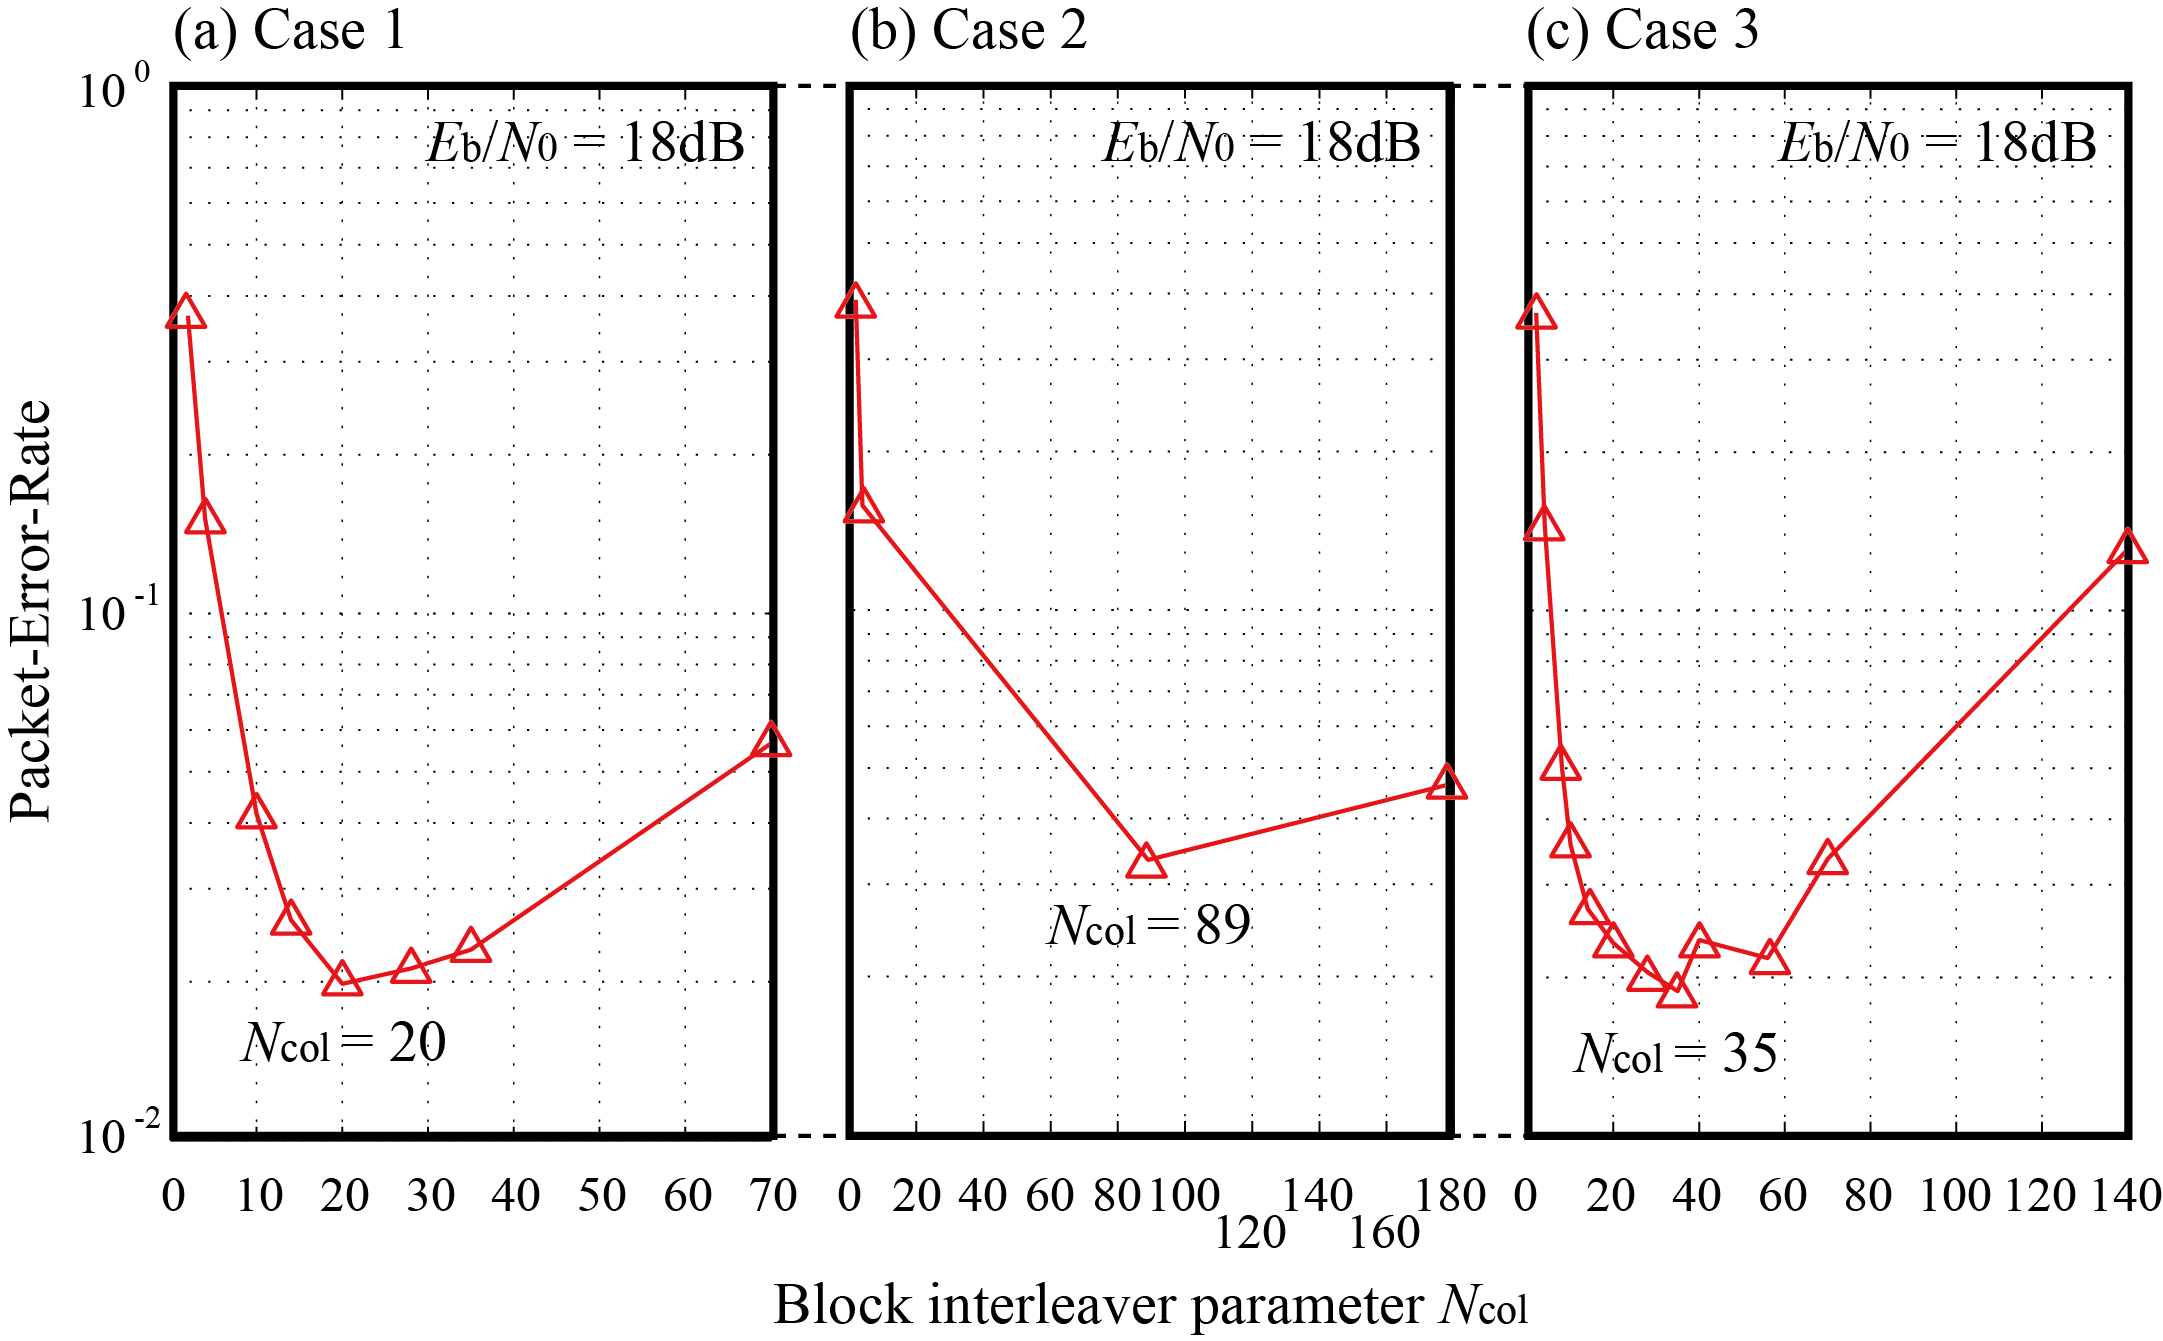 (a) Case 1
(b) Case 2
(c) Case 3
Packet-Error-Rate
10^0
10^-1
10^-2
Eb/N0 = 18dB
Ncol = 20
0 10 20 30 40 50 60 70
Eb/N0 = 18dB
Ncol = 89
0 20 40 60 80 100 120 140 160 180
Eb/N0 = 18dB
Ncol = 35
0 20 40 60 80 100 120 140
Block interleaver parameter Ncol